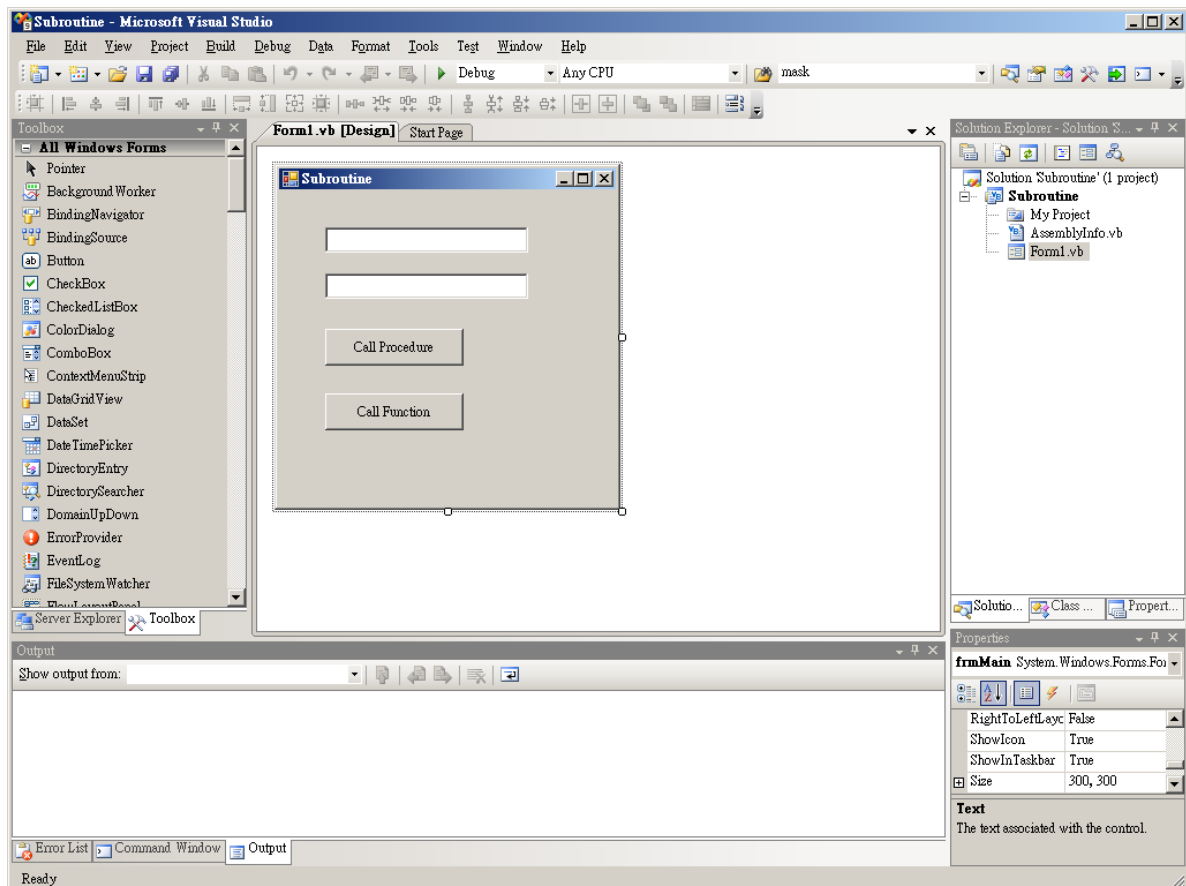 Subroutine - Microsoft Visual Studio
File Edit View Project Build Debug Data Format Tools Test Window Help
Debug Any CPU mask
Toolbox
All Windows Forms
Pointer
BackgroundWorker
BindingNavigator
BindingSource
ab Button
CheckBox
CheckedListBox
ColorDialog
ComboBox
ContextMenuStrip
DataGridView
DataSet
DateTimePicker
DirectoryEntry
DirectorySearcher
DomainUpDown
ErrorProvider
EventLog
FileSystemWatcher
FlowLayoutPanel
Server Explorer Toolbox
Form1.vb [Design] Start Page
Subroutine
Call Procedure
Call Function
Solution Explorer - Solution 'S...
Solution 'Subroutine' (1 project)
Subroutine
My Project
AssemblyInfo.vb
Form1.vb
Solutio... Class ... Propert...
Output
Show output from:
Error List Command Window Output
Properties
frmMain System.Windows.Forms.For
RightToLeftLayc False
ShowIcon True
ShowInTaskbar True
Size 300, 300
Text
The text associated with the control.
Ready